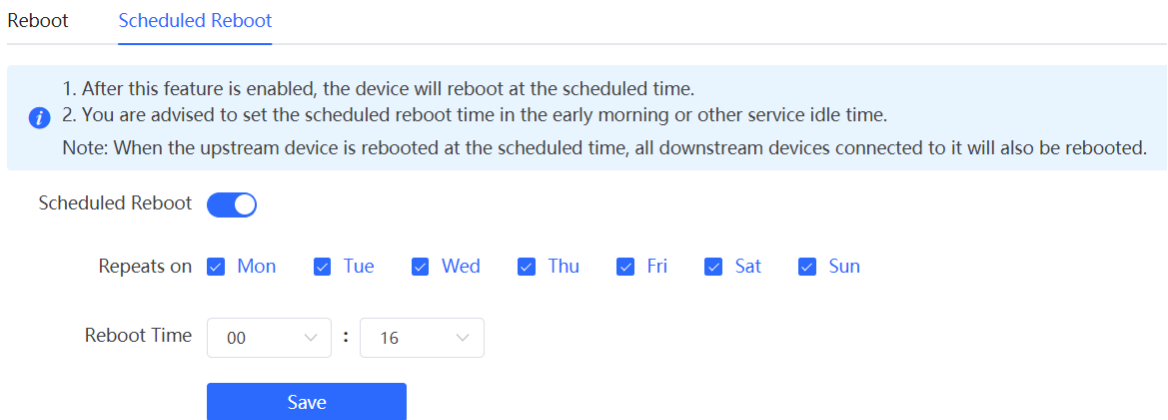 Reboot Scheduled Reboot
1. After this feature is enabled, the device will reboot at the scheduled time.
2. You are advised to set the scheduled reboot time in the early morning or other service idle time.
Note: When the upstream device is rebooted at the scheduled time, all downstream devices connected to it will also be rebooted.
Scheduled Reboot
Repeats on Mon Tue Wed Thu Fri Sat Sun
Reboot Time 00 : 16
Save